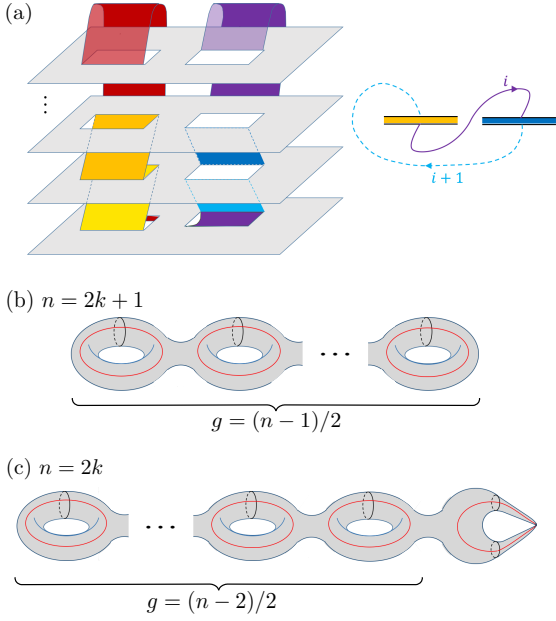 (a)
⋮
i
i + 1
(b) n = 2k + 1
...
g = (n − 1)/2
(c) n = 2k
...
g = (n − 2)/2